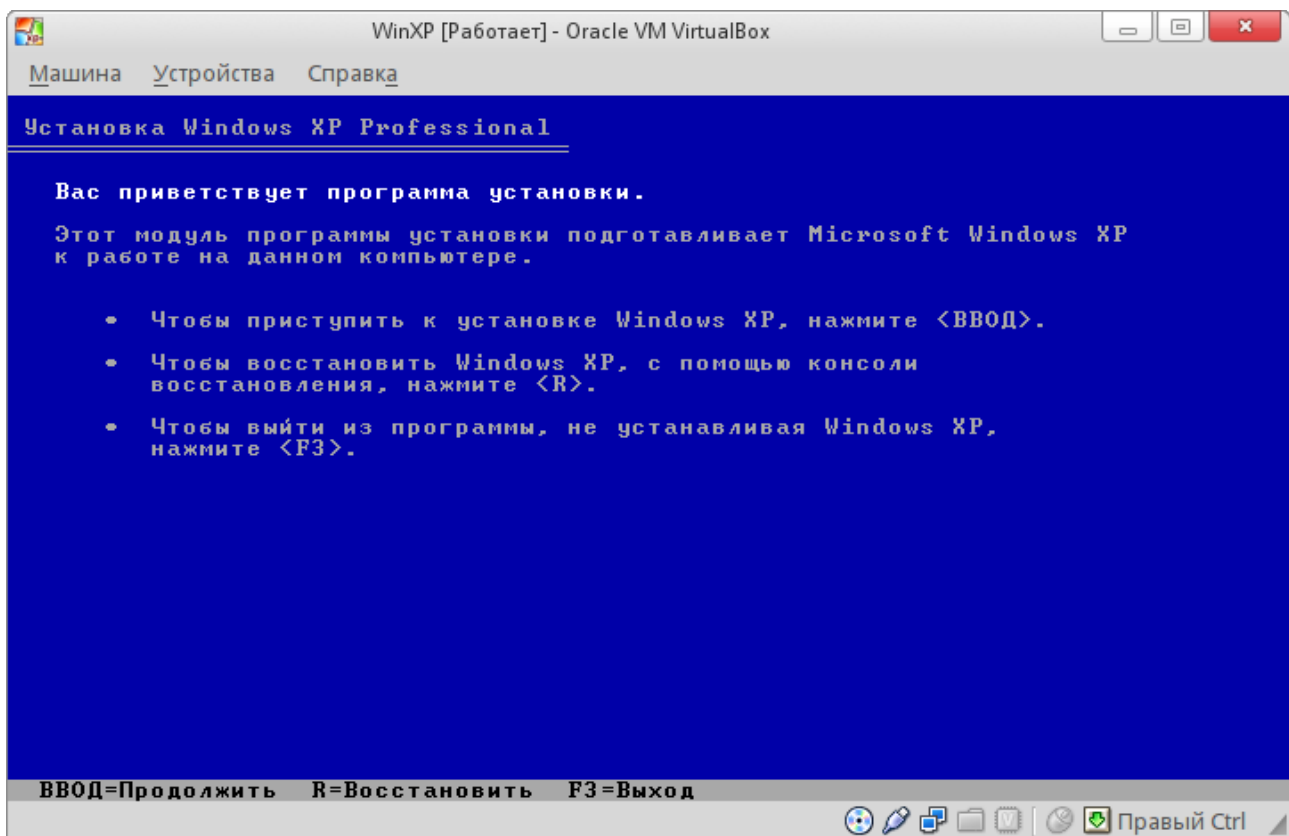 WinXP [Работает] - Oracle VM VirtualBox
Машина Устройства Справка
Установка Windows XP Professional
Вас приветствует программа установки.
Этот модуль программы установки подготавливает Microsoft Windows XP
к работе на данном компьютере.
• Чтобы приступить к установке Windows XP, нажмите <ВВОД>.
• Чтобы восстановить Windows XP, с помощью консоли
восстановления, нажмите <R>.
• Чтобы выйти из программы, не устанавливая Windows XP,
нажмите <F3>.
ВВОД=Продолжить R=Восстановить F3=Выход
Правый Ctrl